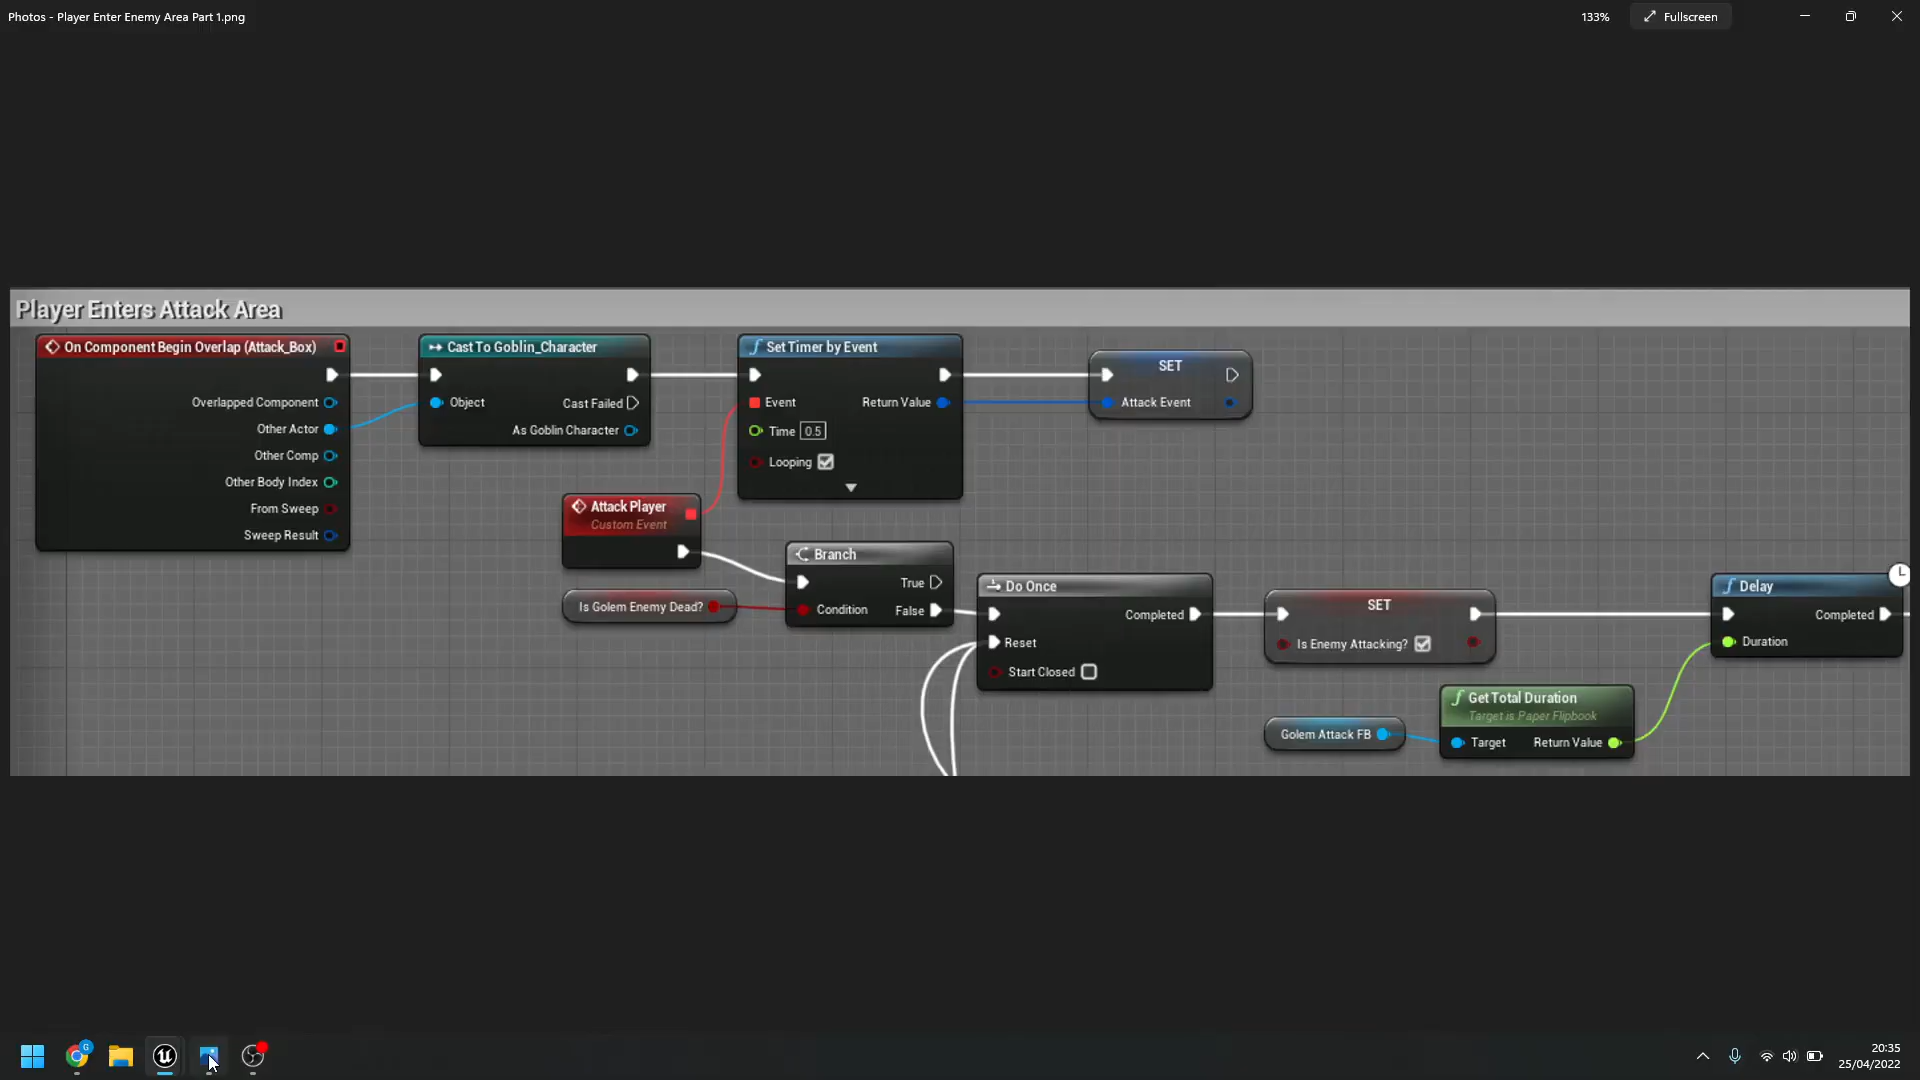 Photos - Player Enter Enemy Area Part 1.png
133%
Fullscreen
Player Enters Attack Area
On Component Begin Overlap (Attack_Box)
Overlapped Component
Other Actor
Other Comp
Other Body Index
From Sweep
Sweep Result
Cast To Goblin_Character
Object
Cast Failed
As Goblin Character
Set Timer by Event
Event
Return Value
Time 0.5
Looping
SET
Attack Event
Attack Player
Custom Event
Is Golem Enemy Dead?
Branch
True
Condition
False
Do Once
Completed
Reset
Start Closed
SET
Is Enemy Attacking?
Golem Attack FB
Get Total Duration
Target is Paper Flipbook
Target
Return Value
Delay
Completed
Duration
G
20:35
25/04/2022